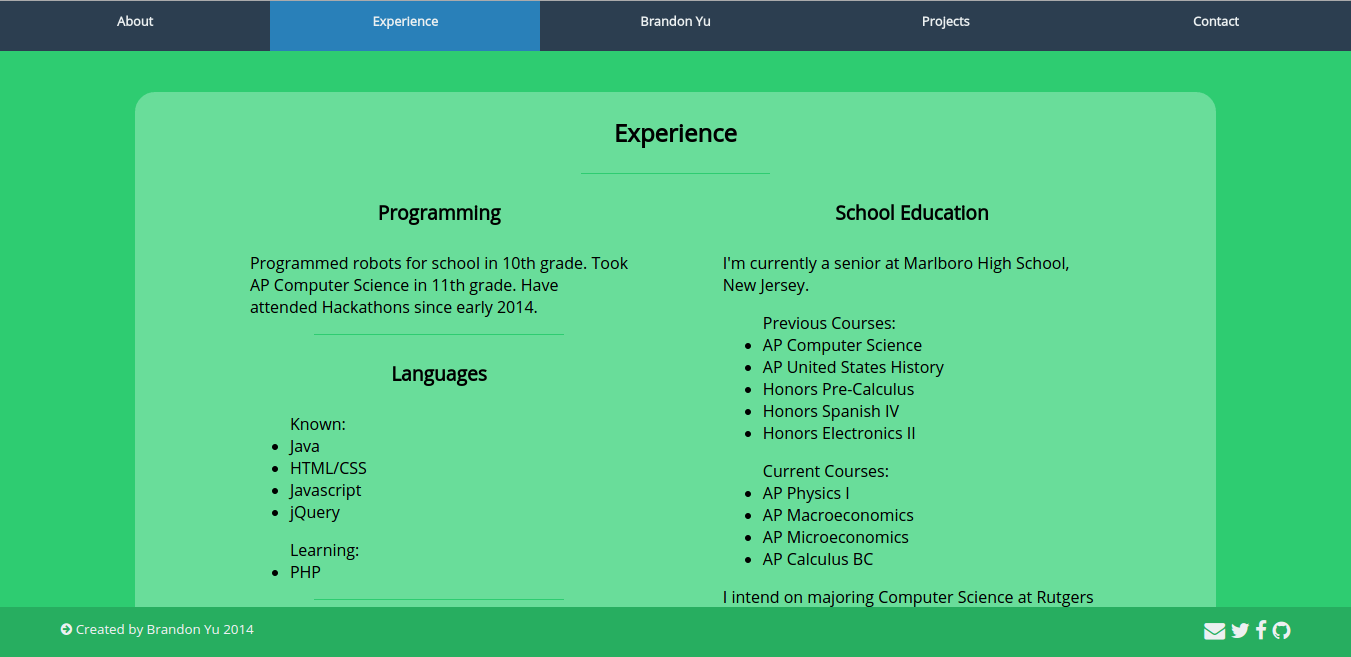 About
Experience
Brandon Yu
Projects
Contact
Experience
Programming
Programmed robots for school in 10th grade. Took
AP Computer Science in 11th grade. Have
attended Hackathons since early 2014.
Languages
Known:
Java
HTML/CSS
Javascript
jQuery
Learning:
PHP
School Education
I'm currently a senior at Marlboro High School,
New Jersey.
Previous Courses:
AP Computer Science
AP United States History
Honors Pre-Calculus
Honors Spanish IV
Honors Electronics II
Current Courses:
AP Physics I
AP Macroeconomics
AP Microeconomics
AP Calculus BC
I intend on majoring Computer Science at Rutgers
Created by Brandon Yu 2014